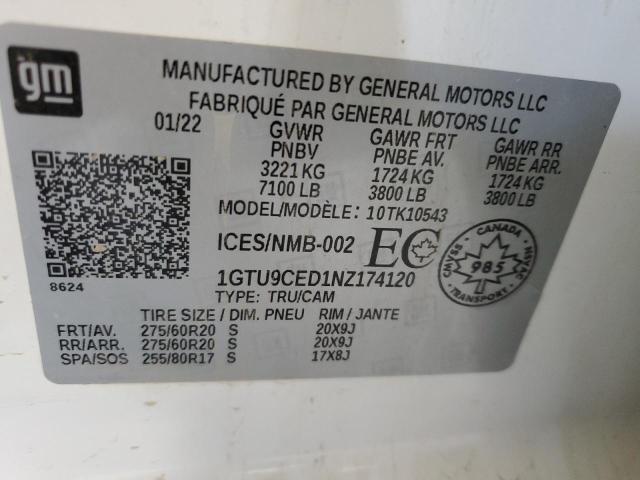 gm
MANUFACTURED BY GENERAL MOTORS LLC
FABRIQUÉ PAR GENERAL MOTORS LLC
01/22 GVWR GAWR FRT GAWR RR
PNBV PNBE AV. PNBE ARR.
3221 KG 1724 KG 1724 KG
7100 LB 3800 LB 3800 LB
MODEL/MODÈLE: 10TK10543
ICES/NMB-002 EC
CANADA
CMVSS 985 NSVAC
TRANSPORT
8624
1GTU9CED1NZ174120
TYPE: TRU/CAM
TIRE SIZE / DIM. PNEU RIM / JANTE
FRT/AV. 275/60R20 S 20X9J
RR/ARR. 275/60R20 S 20X9J
SPA/SOS 255/80R17 S 17X8J